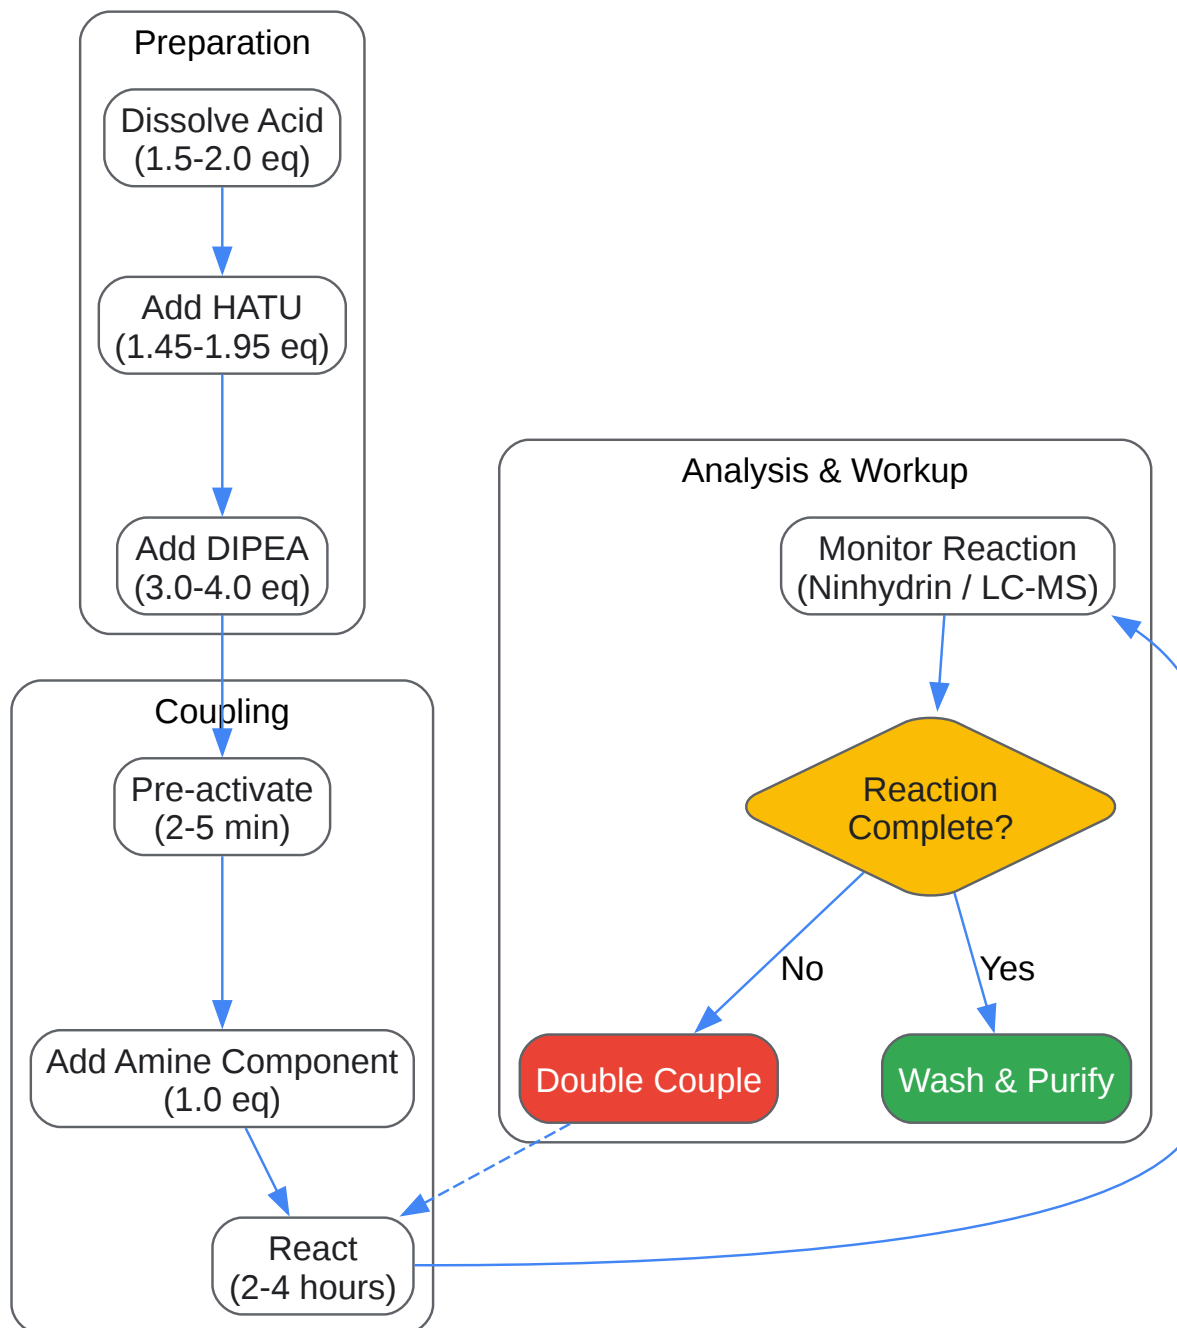 Preparation
Dissolve Acid
(1.5-2.0 eq)
Add HATU
(1.45-1.95 eq)
Add DIPEA
(3.0-4.0 eq)
Coupling
Pre-activate
(2-5 min)
Add Amine Component
(1.0 eq)
React
(2-4 hours)
Analysis & Workup
Monitor Reaction
(Ninhydrin / LC-MS)
Reaction
Complete?
No
Yes
Double Couple
Wash & Purify